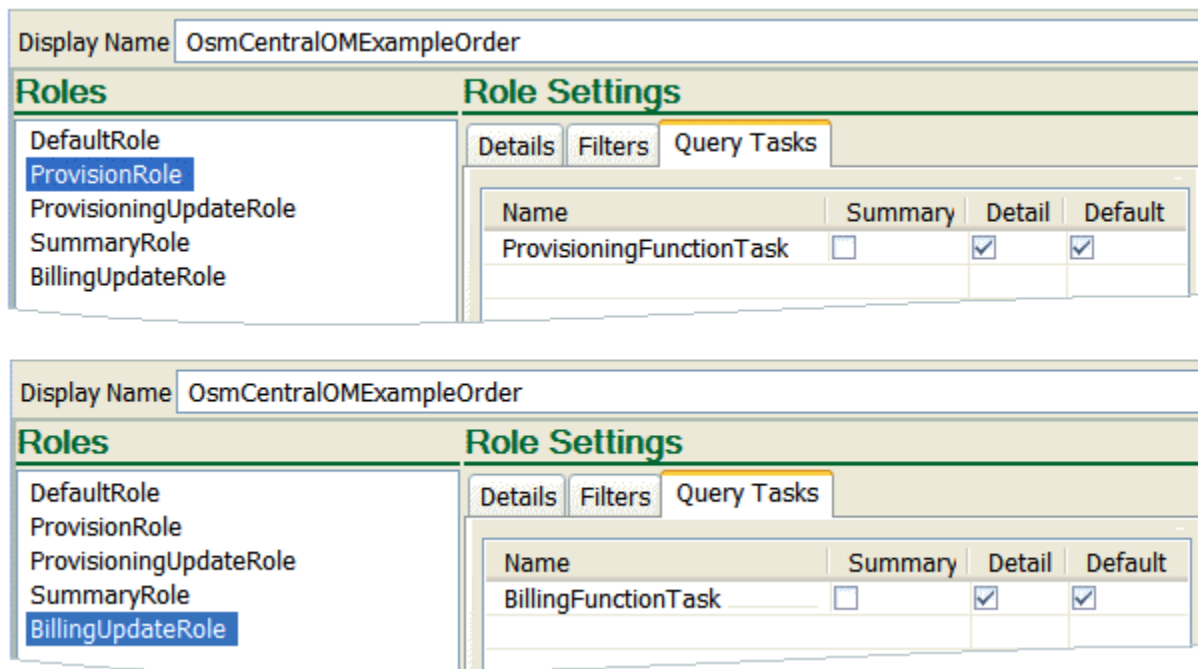 Display Name OsmCentralOMExampleOrder
Roles Role Settings
DefaultRole Details Filters Query Tasks
ProvisionRole
ProvisioningUpdateRole Name Summary Detail Default
SummaryRole ProvisioningFunctionTask
BillingUpdateRole
Display Name OsmCentralOMExampleOrder
Roles Role Settings
DefaultRole Details Filters Query Tasks
ProvisionRole
ProvisioningUpdateRole Name Summary Detail Default
SummaryRole BillingFunctionTask
BillingUpdateRole